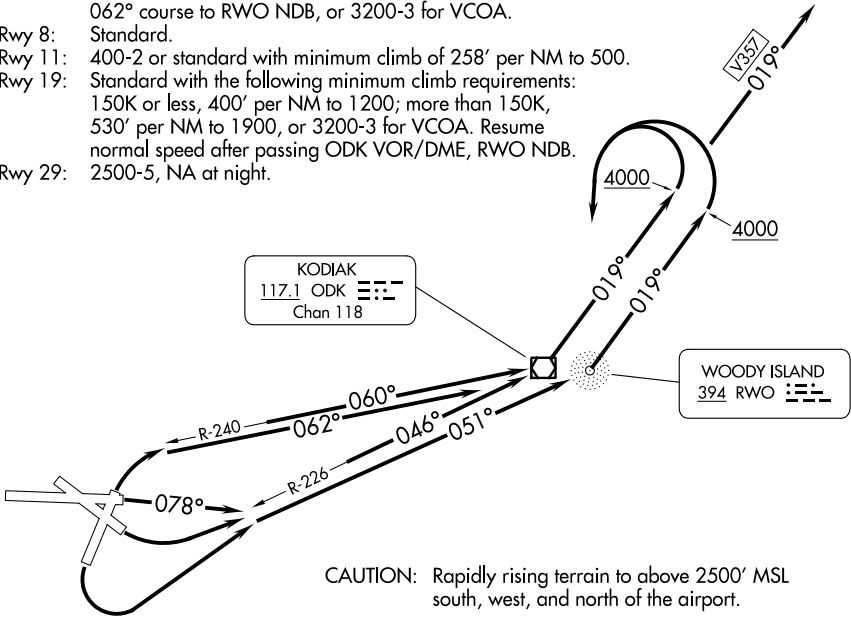 062° course to RWO NDB, or 3200-3 for VCOA.
Rwy 8: Standard.
Rwy 11: 400-2 or standard with minimum climb of 258' per NM to 500.
Rwy 19: Standard with the following minimum climb requirements:
150K or less, 400' per NM to 1200; more than 150K,
530' per NM to 1900, or 3200-3 for VCOA. Resume
normal speed after passing ODK VOR/DME, RWO NDB.
Rwy 29: 2500-5, NA at night.
V357
019°
4000
4000
019°
019°
KODIAK
117.1 ODK
Chan 118
WOODY ISLAND
394 RWO
060°
R-240
062°
046°
051°
R-226
078°
CAUTION: Rapidly rising terrain to above 2500' MSL
south, west, and north of the airport.